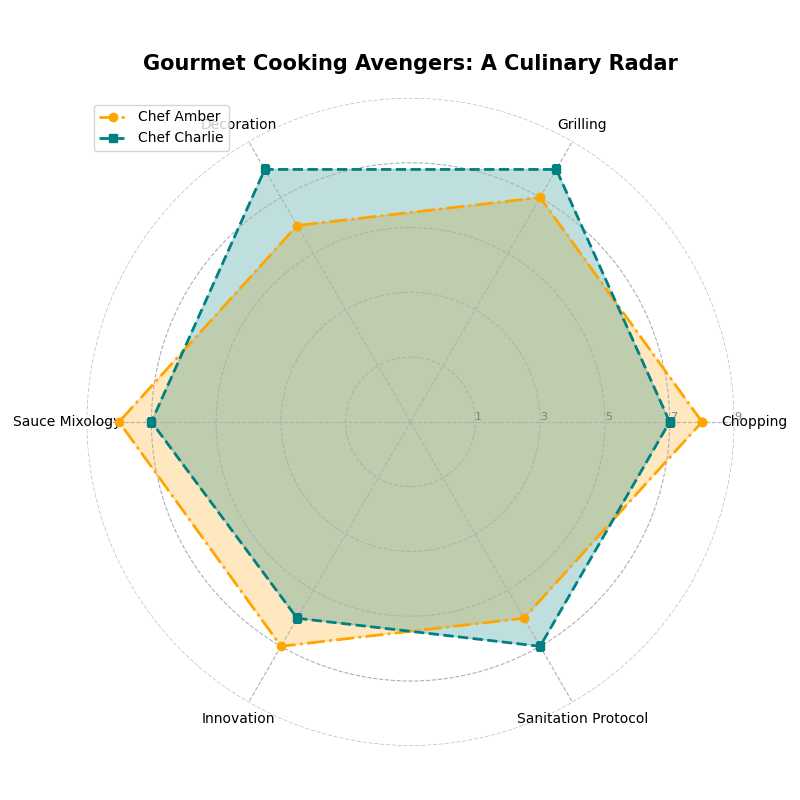 Gourmet Cooking Avengers: A Culinary Radar
Chef Amber
Chef Charlie
Decoration
Grilling
Sauce Mixology
1
3
5
7
9
Chopping
Innovation
Sanitation Protocol